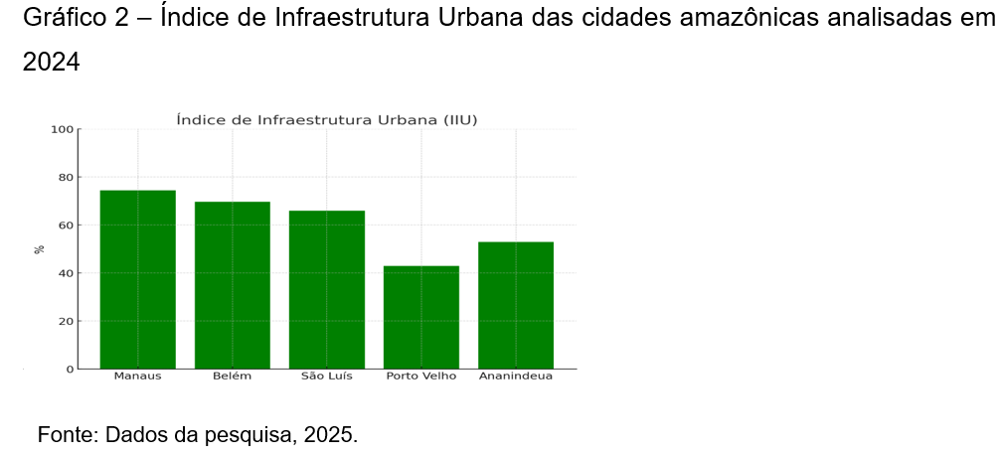 Gráfico 2 – Índice de Infraestrutura Urbana das cidades amazônicas analisadas em
2024
Índice de Infraestrutura Urbana (IIU)
100
80
60
40
20
0
%
Manaus Belém São Luís Porto Velho Ananindeua
Fonte: Dados da pesquisa, 2025.